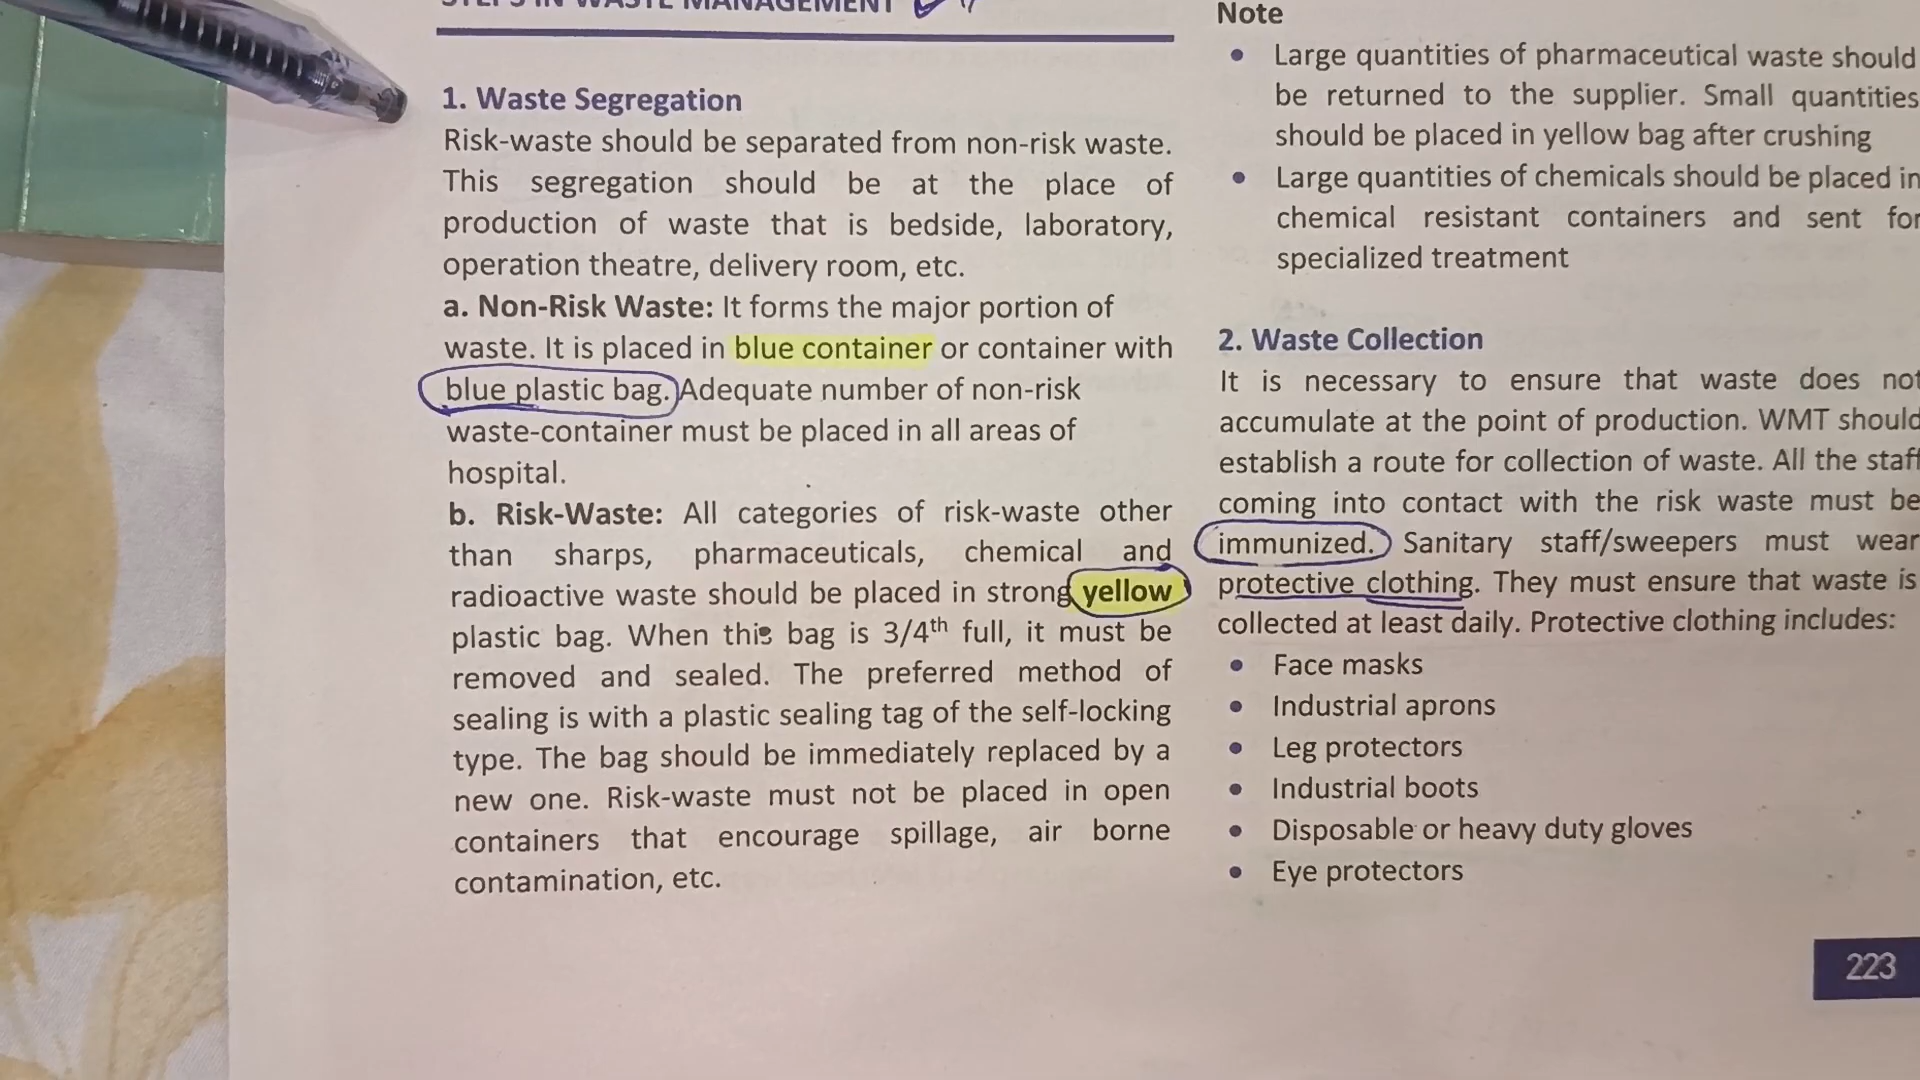 STEPS IN WASTE MANAGEMENT
1. Waste Segregation
Risk-waste should be separated from non-risk waste.
This segregation should be at the place of
production of waste that is bedside, laboratory,
operation theatre, delivery room, etc.
a. Non-Risk Waste: It forms the major portion of
waste. It is placed in blue container or container with
blue plastic bag. Adequate number of non-risk
waste-container must be placed in all areas of
hospital.
b. Risk-Waste: All categories of risk-waste other
than sharps, pharmaceuticals, chemical and
radioactive waste should be placed in strong yellow
plastic bag. When this bag is 3/4th full, it must be
removed and sealed. The preferred method of
sealing is with a plastic sealing tag of the self-locking
type. The bag should be immediately replaced by a
new one. Risk-waste must not be placed in open
containers that encourage spillage, air borne
contamination, etc.
Note
• Large quantities of pharmaceutical waste should
be returned to the supplier. Small quantities
should be placed in yellow bag after crushing
• Large quantities of chemicals should be placed in
chemical resistant containers and sent for
specialized treatment
2. Waste Collection
It is necessary to ensure that waste does not
accumulate at the point of production. WMT should
establish a route for collection of waste. All the staff
coming into contact with the risk waste must be
immunized. Sanitary staff/sweepers must wear
protective clothing. They must ensure that waste is
collected at least daily. Protective clothing includes:
• Face masks
• Industrial aprons
• Leg protectors
• Industrial boots
• Disposable or heavy duty gloves
• Eye protectors
223